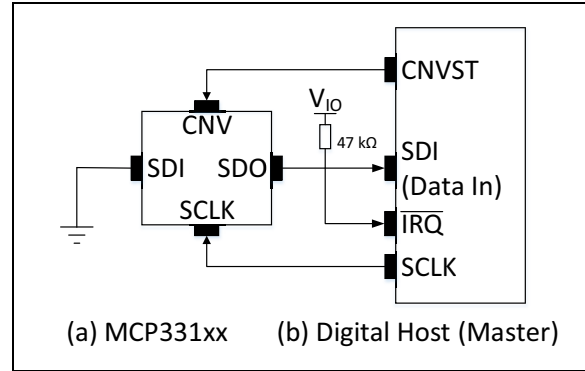 CNVST
V_IO
CNV
47 kΩ
SDI SDO SDI
(Data In)
SCLK
IRQ
SCLK
(a) MCP331xx (b) Digital Host (Master)